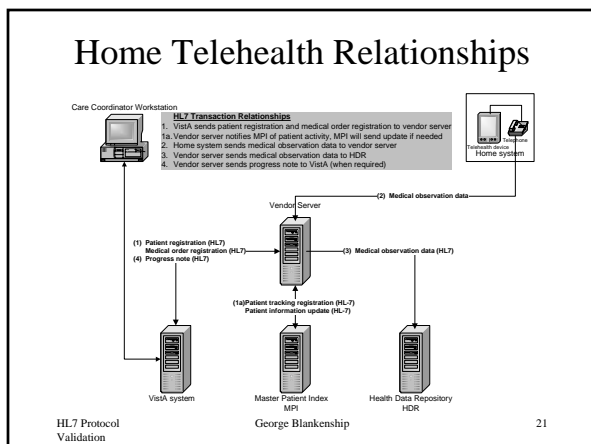 Home Telehealth Relationships
Care Coordinator Workstation
HL7 Transaction Relationships
1. VistA sends patient registration and medical order registration to vendor server
1a. Vendor server notifies MPI of patient activity, MPI will send update if needed
2. Home system sends medical observation data to vendor server
3. Vendor server sends medical observation data to HDR
4. Vendor server sends progress note to VistA (when required)
Telephone
Telehealth device
Home system
(2) Medical observation data
Vendor Server
(1) Patient registration (HL7)
Medical order registration (HL7)
(4) Progress note (HL7)
(3) Medical observation data (HL7)
(1a)Patient tracking registration (HL-7)
Patient information update (HL-7)
VistA system
Master Patient Index
MPI
Health Data Repository
HDR
HL7 Protocol
Validation
George Blankenship
21